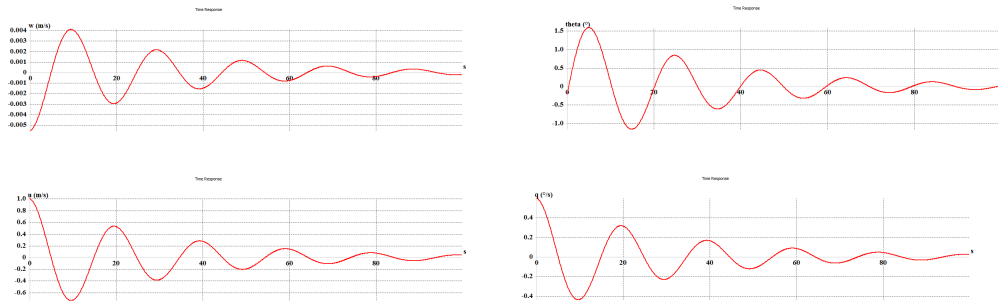 Time Response
w (m/s)
0.004
0.003
0.002
0.001
0
-0.001
-0.002
-0.003
-0.004
-0.005
0 20 40 60 80 s
Time Response
theta (°)
1.5
1.0
0.5
0
-0.5
-1.0
0 20 40 60 80
Time Response
u (m/s)
1.0
0.8
0.6
0.4
0.2
0
-0.2
-0.4
-0.6
0 20 40 60 80 s
Time Response
q (°/s)
0.4
0.2
0
-0.2
-0.4
0 20 40 60 80 s